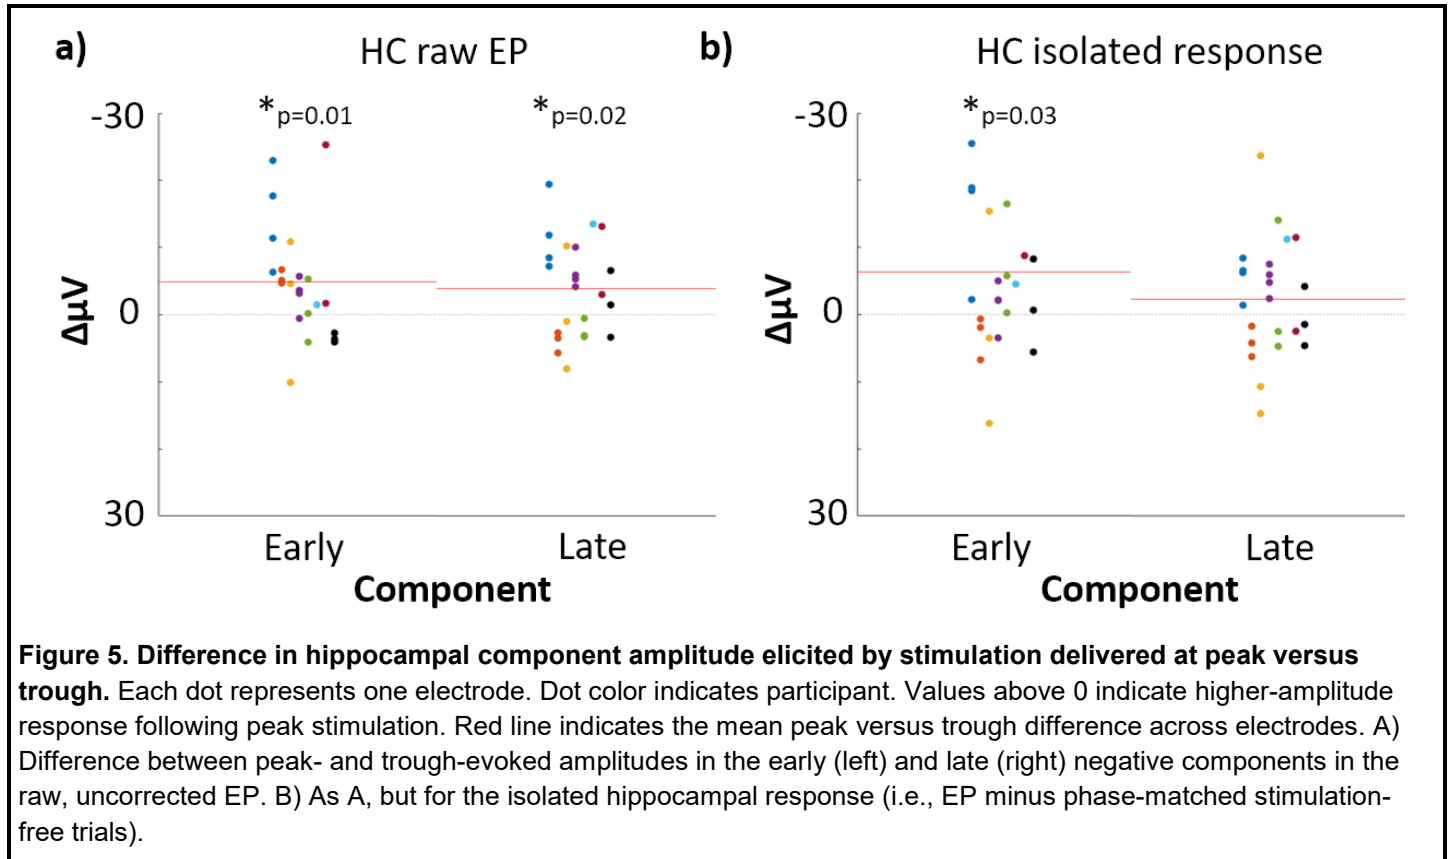 a) HC raw EP
b) HC isolated response
*p=0.01
*p=0.02
*p=0.03
-30
0
30
ΔµV
-30
0
30
ΔµV
Early
Late
Component
Early
Late
Component
Figure 5. Difference in hippocampal component amplitude elicited by stimulation delivered at peak versus
trough. Each dot represents one electrode. Dot color indicates participant. Values above 0 indicate higher-amplitude
response following peak stimulation. Red line indicates the mean peak versus trough difference across electrodes. A)
Difference between peak- and trough-evoked amplitudes in the early (left) and late (right) negative components in the
raw, uncorrected EP. B) As A, but for the isolated hippocampal response (i.e., EP minus phase-matched stimulation-
free trials).